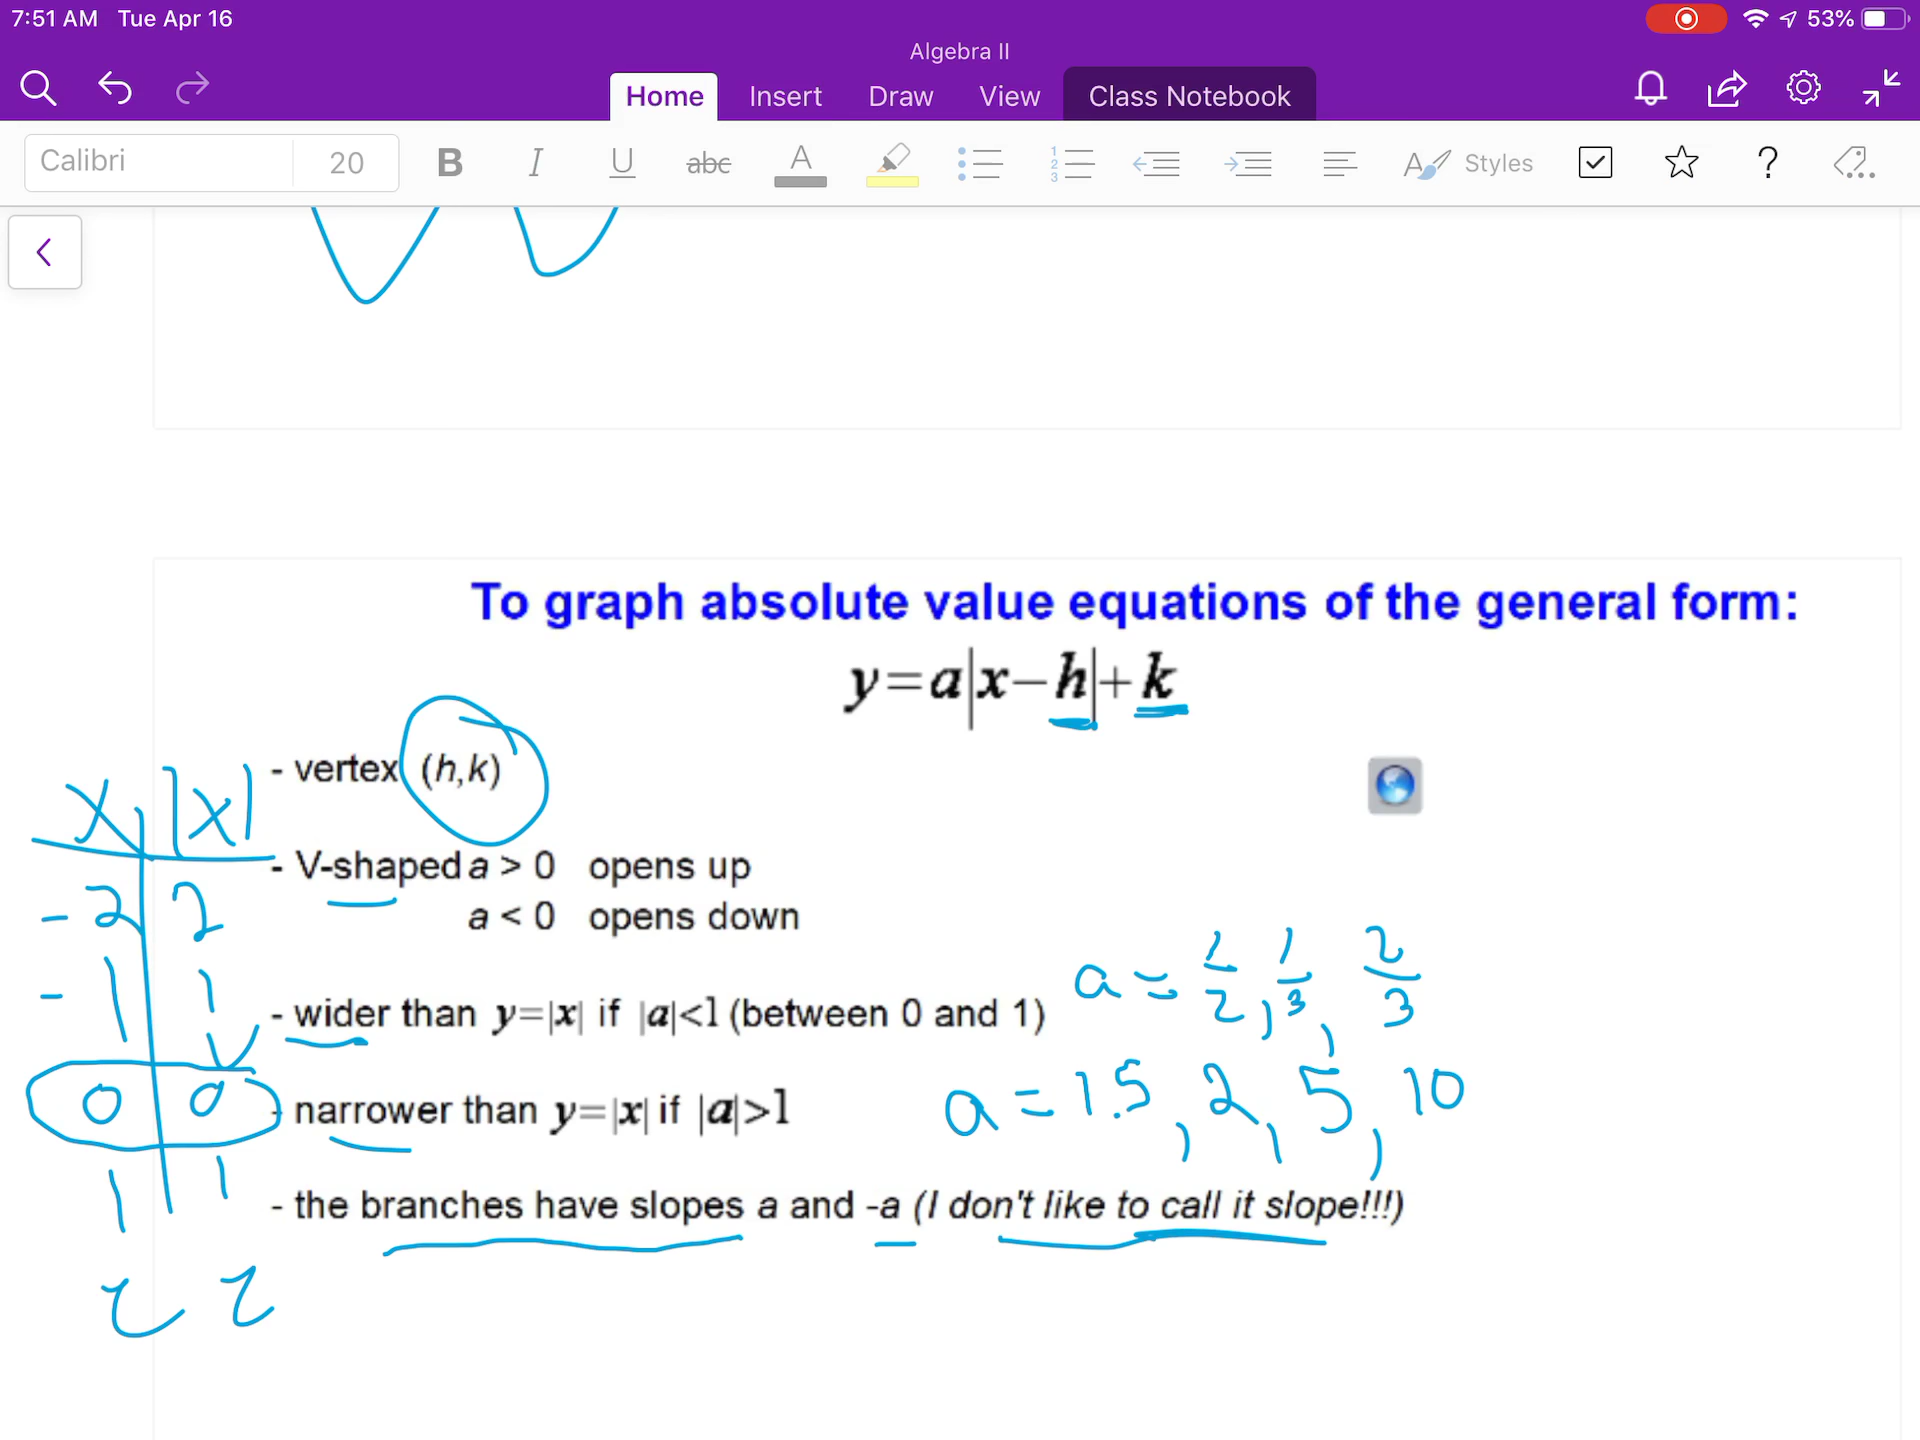 7:51 AM Tue Apr 16
53%
Algebra II
Home Insert Draw View Class Notebook
Calibri 20 B I U abc A Styles
To graph absolute value equations of the general form:
y=a|x−h|+k
- vertex (h,k)
x |x|
- V-shaped a > 0 opens up
a < 0 opens down
-2 2
a = 1/2, 1/3, 2/3
-1 1
- wider than y=|x| if |a|<1 (between 0 and 1)
0 0
- narrower than y=|x| if |a|>1
a = 1.5, 2, 5, 10
1 1
- the branches have slopes a and -a (I don't like to call it slope!!!)
2 2